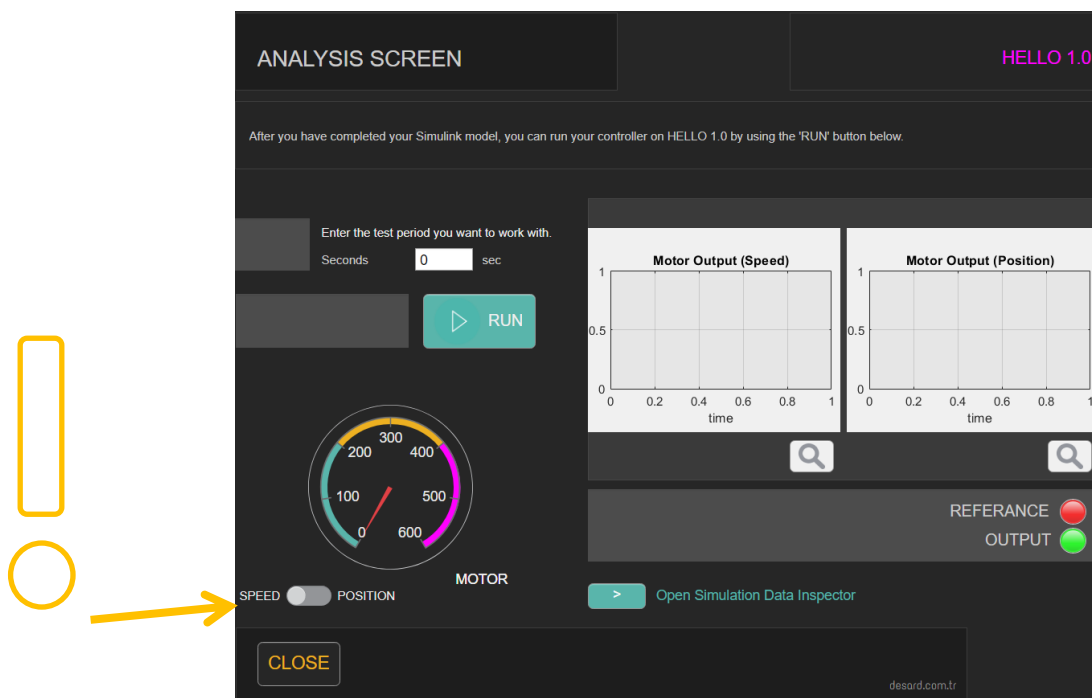 ANALYSIS SCREEN
HELLO 1.0
After you have completed your Simulink model, you can run your controller on HELLO 1.0 by using the 'RUN' button below.
Enter the test period you want to work with.
Seconds 0 sec
RUN
Motor Output (Speed)
1
0.5
0
0 0.2 0.4 0.6 0.8 1
time
Motor Output (Position)
1
0.5
0
0 0.2 0.4 0.6 0.8 1
time
300
200 400
100 500
0 600
MOTOR
SPEED POSITION
REFERANCE
OUTPUT
> Open Simulation Data Inspector
CLOSE
desard.com.tr